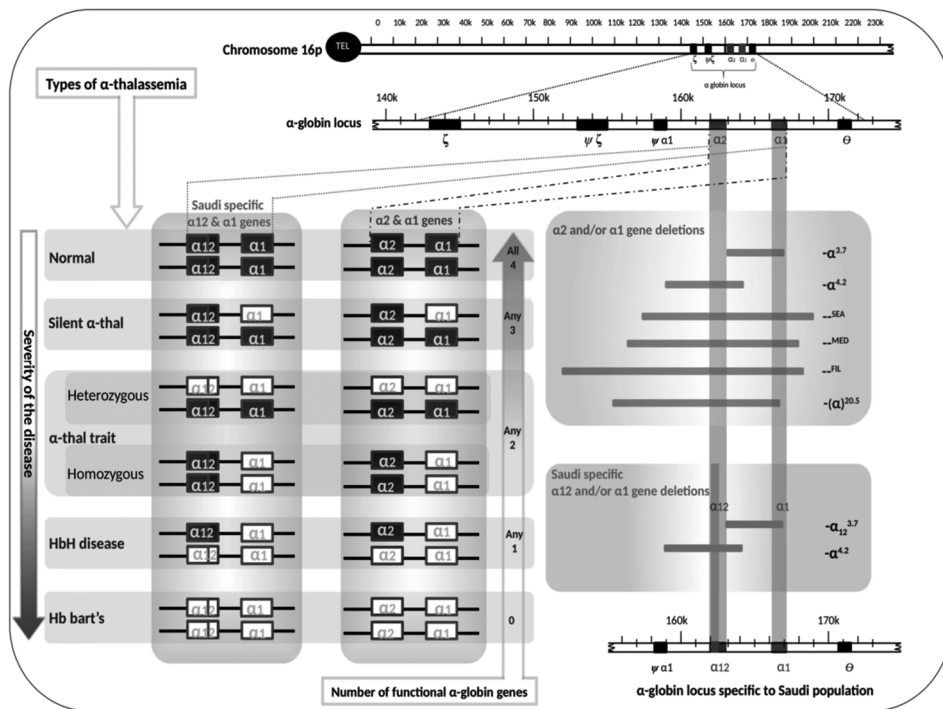 0 10k 20k 30k 40k 50k 60k 70k 80k 90k 100k 110k 120k 130k 140k 150k 160k 170k 180k 190k 200k 210k 220k 230k
Chromosome 16p
TEL
ζ ψζ α2 α1 Θ
α globin locus
Types of α-thalassemia
140k 150k 160k 170k
α-globin locus
ζ ψ ζ ψ α1 α2 α1 Θ
Saudi specific
α12 & α1 genes
α2 & α1 genes
Severity of the disease
Normal
α12 α1 α2 α1
α12 α1 α2 α1
All
4
Silent α-thal
α12 α1 α2 α1
α12 α1 α2 α1
Any
3
Heterozygous
α12 α1 α2 α1
α12 α1 α2 α1
α-thal trait
Any
2
Homozygous
α12 α1 α2 α1
α12 α1 α2 α1
HbH disease
α12 α1 α2 α1
α12 α1 α2 α1
Any
1
Hb bart's
α12 α1 α2 α1
α12 α1 α2 α1
0
Number of functional α-globin genes
α2 and/or α1 gene deletions
-α3.7
-α4.2
--SEA
--MED
--FIL
-(α)20.5
Saudi specific
α12 and/or α1 gene deletions
α12 α1
-α12 3.7
-α4.2
160k 170k
ψ α1 α12 α1 Θ
α-globin locus specific to Saudi population